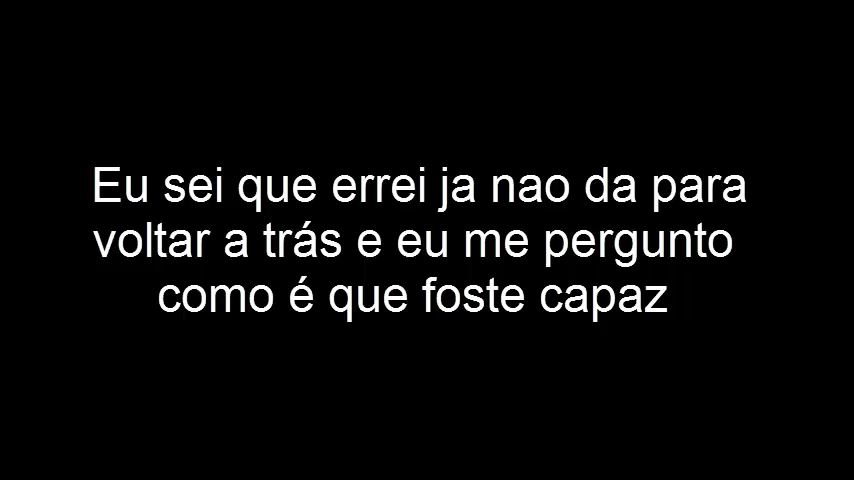 Eu sei que errei ja nao da para
voltar a trás e eu me pergunto
como é que foste capaz